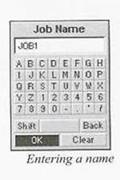 Job Name
JOB1
A B C D E F G H
I J K L M N O P
Q R S T U V W X
Y Z 1 2 3 4 5 6
7 8 9 0 - . * /
Shift Back
OK Clear
Entering a name